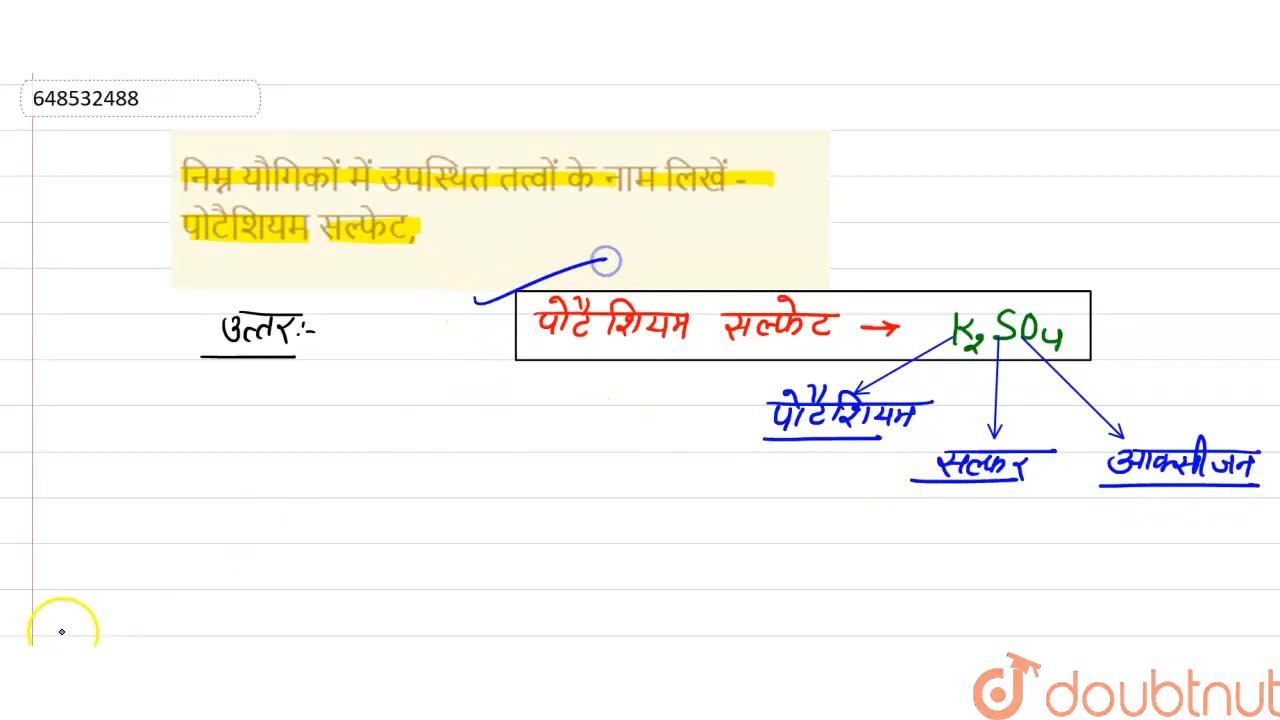 648532488
निम्न यौगिकों में उपस्थित तत्वों के नाम लिखें -
पोटैशियम सल्फेट,
उत्तर:-
पोटैशियम सल्फेट → K₂SO₄
पोटैशियम
सल्फर
आक्सीजन
doubtnut